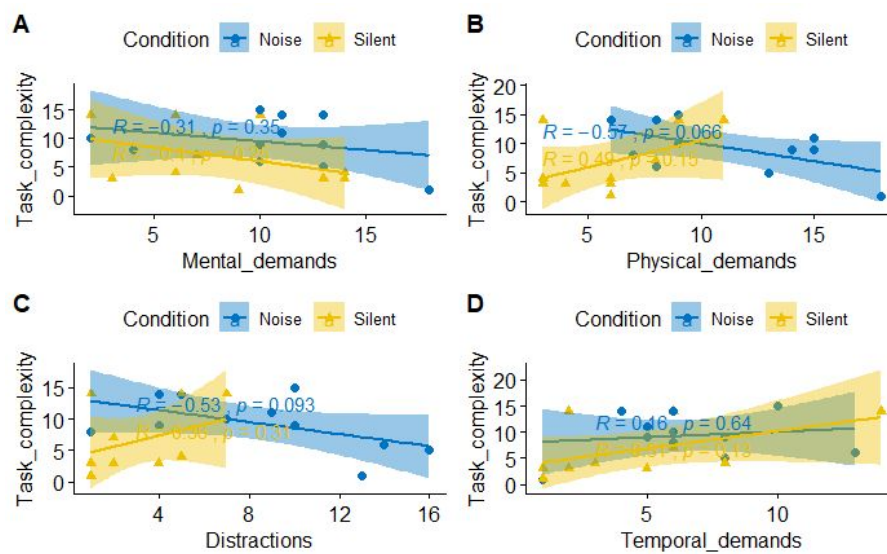 A
Condition Noise Silent
Task_complexity
15
10
5
0
R = −0.31, p = 0.35
5 10 15
Mental_demands
B
Condition Noise Silent
Task_complexity
20
15
10
5
0
R = −0.57, p = 0.066
R = 0.49, p = 0.15
5 10 15
Physical_demands
C
Condition Noise Silent
Task_complexity
15
10
5
0
R = −0.53, p = 0.093
p = 0.31
4 8 12 16
Distractions
D
Condition Noise Silent
Task_complexity
20
15
10
5
0
R = 0.16, p = 0.64
5 10
Temporal_demands